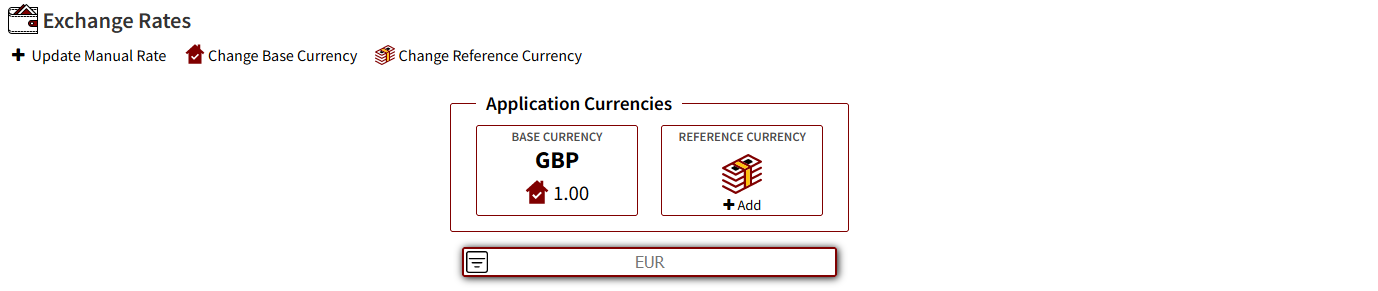 Exchange Rates
Update Manual Rate Change Base Currency Change Reference Currency
Application Currencies
BASE CURRENCY REFERENCE CURRENCY
GBP
1.00
Add
EUR